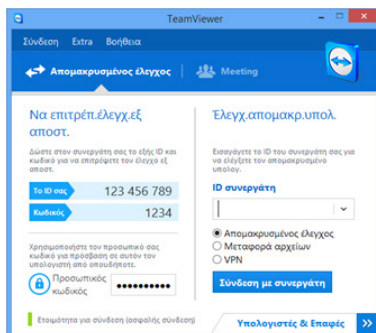 TeamViewer
Σύνδεση Extra Βοήθεια
Απομακρυσμένος έλεγχος Meeting
Να επιτρέπ.έλεγχ.εξ
αποστ.
Δώστε στον συνεργάτη σας το εξής ID και
κωδικό για να επιτρέψετε τον έλεγχο εξ
αποστ.
Το ID σας 123 456 789
Κωδικός 1234
Χρησιμοποιήστε τον προσωπικό σας
κωδικό για πρόσβαση σε αυτόν τον
υπολογιστή από οπουδήποτε.
Προσωπικός
κωδικός ••••••••••
Ετοιμότητα για σύνδεση (ασφαλής σύνδεση)
Έλεγχ.απομακρ.υπολ.
Εισαγάγετε το ID του συνεργάτη σας για
να ελέγξετε τον απομακρυσμένο
υπολογ.
ID συνεργάτη
Απομακρυσμένος έλεγχος
Μεταφορά αρχείων
VPN
Σύνδεση με συνεργάτη
Υπολογιστές & Επαφές